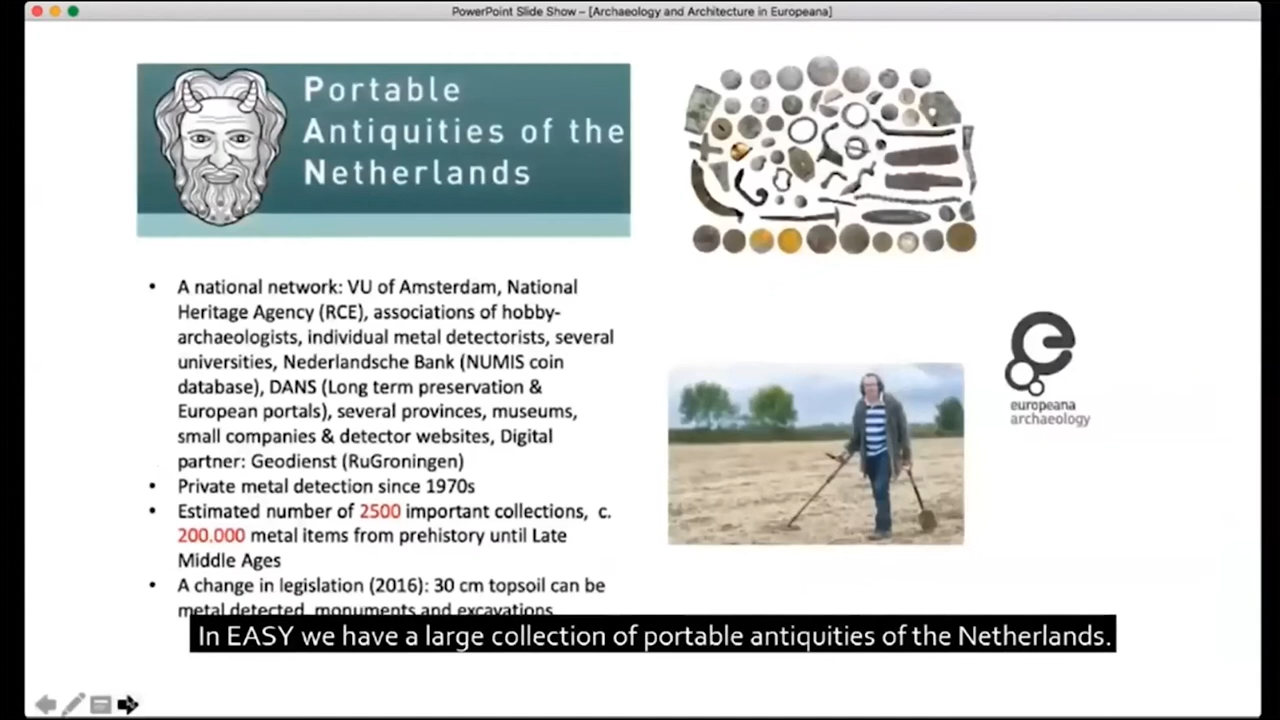 PowerPoint Slide Show – [Archaeology and Architecture in Europeana]
Portable
Antiquities of the
Netherlands
• A national network: VU of Amsterdam, National
Heritage Agency (RCE), associations of hobby-
archaeologists, individual metal detectorists, several
universities, Nederlandsche Bank (NUMIS coin
database), DANS (Long term preservation &
European portals), several provinces, museums,
small companies & detector websites, Digital
partner: Geodienst (RuGroningen)
• Private metal detection since 1970s
• Estimated number of 2500 important collections, c.
200.000 metal items from prehistory until Late
Middle Ages
• A change in legislation (2016): 30 cm topsoil can be
metal detected, monuments and excavations
europeana
archaeology
In EASY we have a large collection of portable antiquities of the Netherlands.